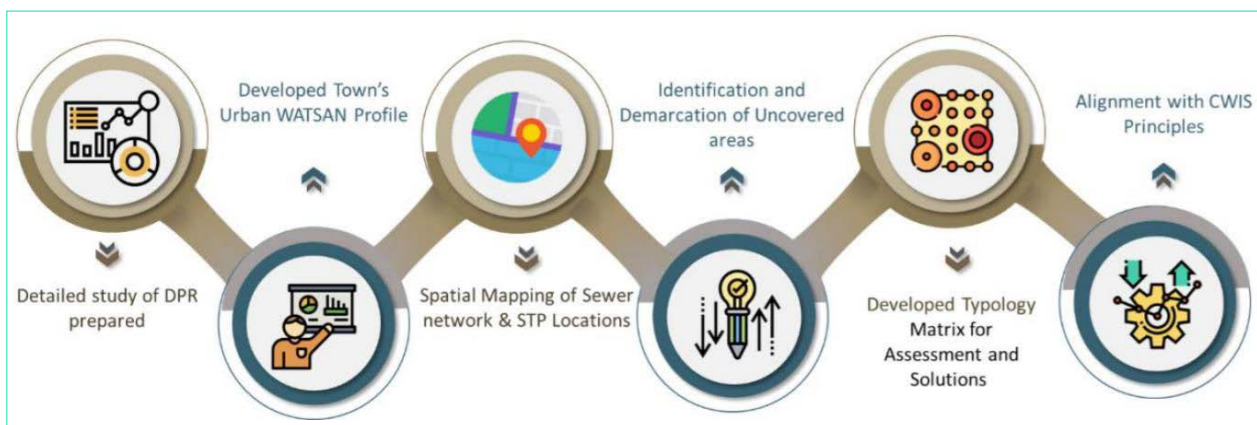 Detailed study of DPR
prepared
Developed Town's
Urban WATSAN Profile
Spatial Mapping of Sewer
network & STP Locations
Identification and
Demarcation of Uncovered
areas
Developed Typology
Matrix for
Assessment and
Solutions
Alignment with CWIS
Principles